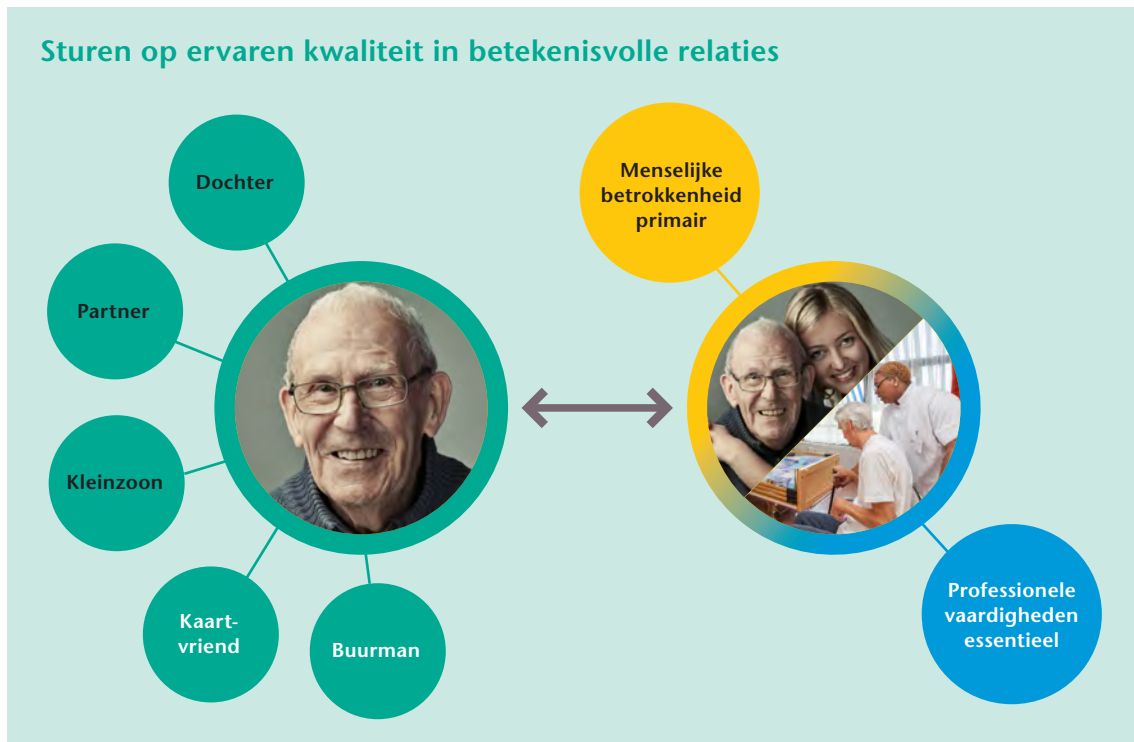 Sturen op ervaren kwaliteit in betekenisvolle relaties
Dochter
Partner
Kleinzoon
Kaart-
vriend
Buurman
Menselijke
betrokkenheid
primair
Professionele
vaardigheden
essentieel